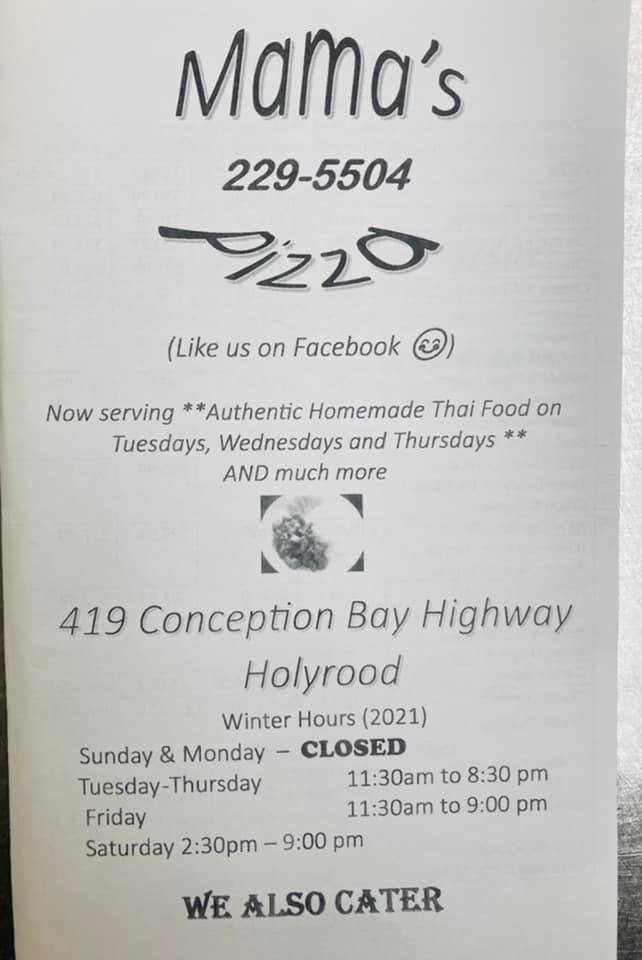 Mama's
229-5504
Pizza
(Like us on Facebook 😊)
Now serving **Authentic Homemade Thai Food on
Tuesdays, Wednesdays and Thursdays **
AND much more
419 Conception Bay Highway
Holyrood
Winter Hours (2021)
Sunday & Monday – CLOSED
Tuesday-Thursday 11:30am to 8:30 pm
Friday 11:30am to 9:00 pm
Saturday 2:30pm – 9:00 pm
WE ALSO CATER